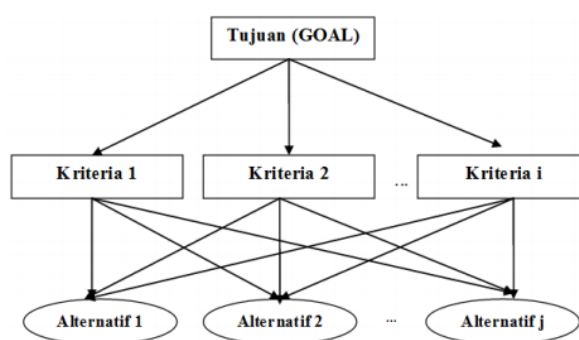 Tujuan (GOAL)
Kriteria 1
Kriteria 2
...
Kriteria i
Alternatif 1
Alternatif 2
...
Alternatif j